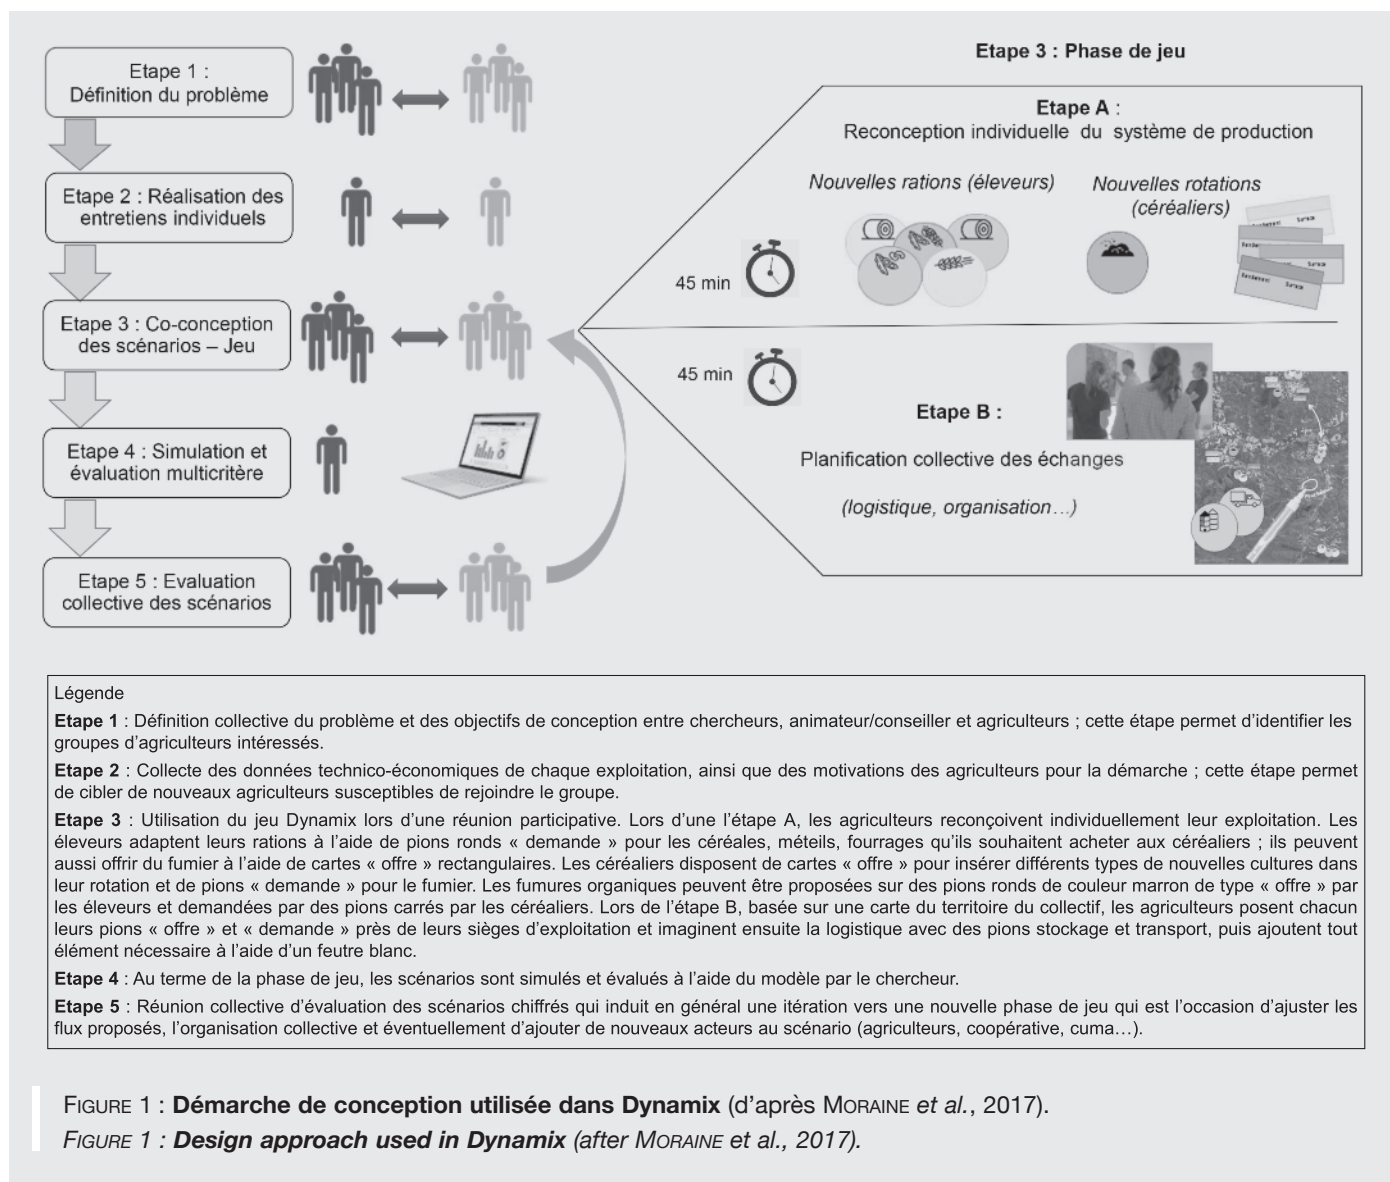 Etape 1 :
Définition du problème
Etape 2 : Réalisation des
entretiens individuels
Etape 3 : Co-conception
des scénarios – Jeu
Etape 4 : Simulation et
évaluation multicritère
Etape 5 : Evaluation
collective des scénarios
Etape 3 : Phase de jeu
Etape A :
Reconception individuelle du système de production
Nouvelles rations (éleveurs)
Nouvelles rotations
(céréaliers)
45 min
45 min
Etape B :
Planification collective des échanges
(logistique, organisation…)
Légende
Etape 1 : Définition collective du problème et des objectifs de conception entre chercheurs, animateur/conseiller et agriculteurs ; cette étape permet d’identifier les
groupes d’agriculteurs intéressés.
Etape 2 : Collecte des données technico-économiques de chaque exploitation, ainsi que des motivations des agriculteurs pour la démarche ; cette étape permet
de cibler de nouveaux agriculteurs susceptibles de rejoindre le groupe.
Etape 3 : Utilisation du jeu Dynamix lors d’une réunion participative. Lors d’une l’étape A, les agriculteurs reconçoivent individuellement leur exploitation. Les
éleveurs adaptent leurs rations à l’aide de pions ronds « demande » pour les céréales, méteils, fourrages qu’ils souhaitent acheter aux céréaliers ; ils peuvent
aussi offrir du fumier à l’aide de cartes « offre » rectangulaires. Les céréaliers disposent de cartes « offre » pour insérer différents types de nouvelles cultures dans
leur rotation et de pions « demande » pour le fumier. Les fumures organiques peuvent être proposées sur des pions ronds de couleur marron de type « offre » par
les éleveurs et demandées par des pions carrés par les céréaliers. Lors de l’étape B, basée sur une carte du territoire du collectif, les agriculteurs posent chacun
leurs pions « offre » et « demande » près de leurs sièges d’exploitation et imaginent ensuite la logistique avec des pions stockage et transport, puis ajoutent tout
élément nécessaire à l’aide d’un feutre blanc.
Etape 4 : Au terme de la phase de jeu, les scénarios sont simulés et évalués à l’aide du modèle par le chercheur.
Etape 5 : Réunion collective d’évaluation des scénarios chiffrés qui induit en général une itération vers une nouvelle phase de jeu qui est l’occasion d’ajuster les
flux proposés, l’organisation collective et éventuellement d’ajouter de nouveaux acteurs au scénario (agriculteurs, coopérative, cuma…).
FIGURE 1 : Démarche de conception utilisée dans Dynamix (d’après MORAINE et al., 2017).
FIGURE 1 : Design approach used in Dynamix (after MORAINE et al., 2017).